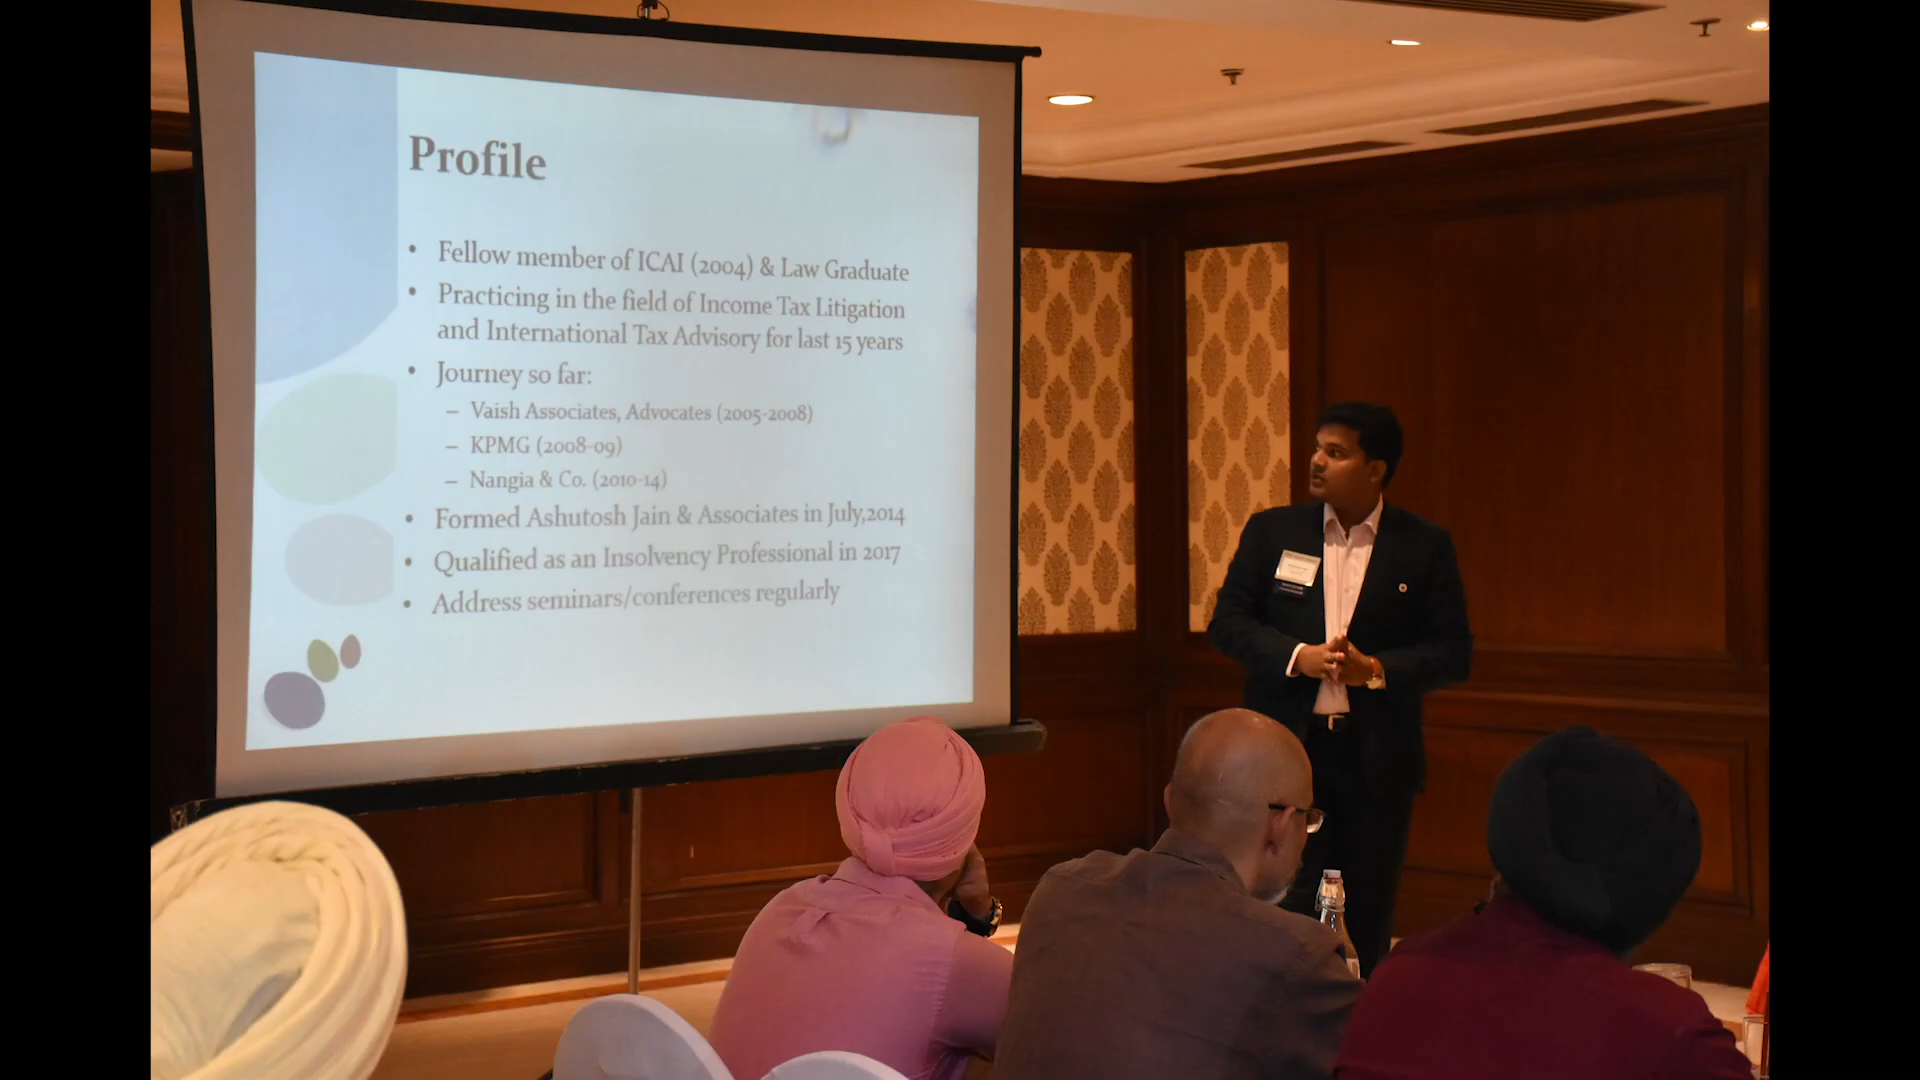 Profile
• Fellow member of ICAI (2004) & Law Graduate
• Practicing in the field of Income Tax Litigation
and International Tax Advisory for last 15 years
• Journey so far:
– Vaish Associates, Advocates (2005-2008)
– KPMG (2008-09)
– Nangia & Co. (2010-14)
• Formed Ashutosh Jain & Associates in July,2014
• Qualified as an Insolvency Professional in 2017
• Address seminars/conferences regularly